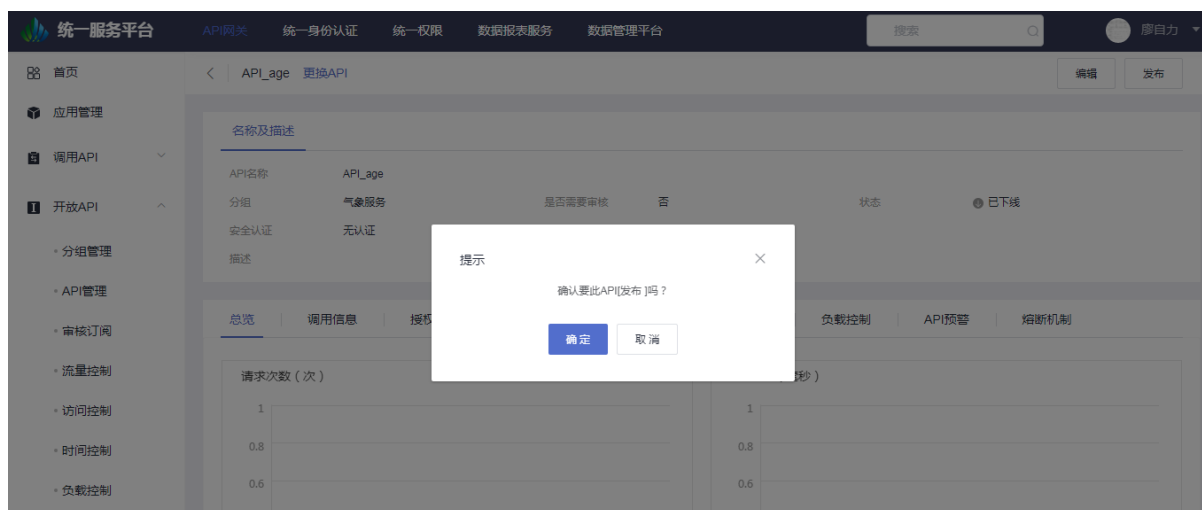 统一服务平台 API网关 统一身份认证 统一权限 数据报表服务 数据管理平台 搜索 廖自力
首页
API_age 更换API 编辑 发布
应用管理
名称及描述
调用API
API名称 API_age
开放API
分组 气象服务 是否需要审核 否 状态 已下线
安全认证 无认证
分组管理
描述
提示
确认要此API[发布 ]吗？
确定 取消
API管理
总览 调用信息 授权 负载控制 API预警 熔断机制
审核订阅
流量控制
请求次数 ( 次 ) 秒 )
访问控制
1 1
时间控制
0.8 0.8
负载控制
0.6 0.6